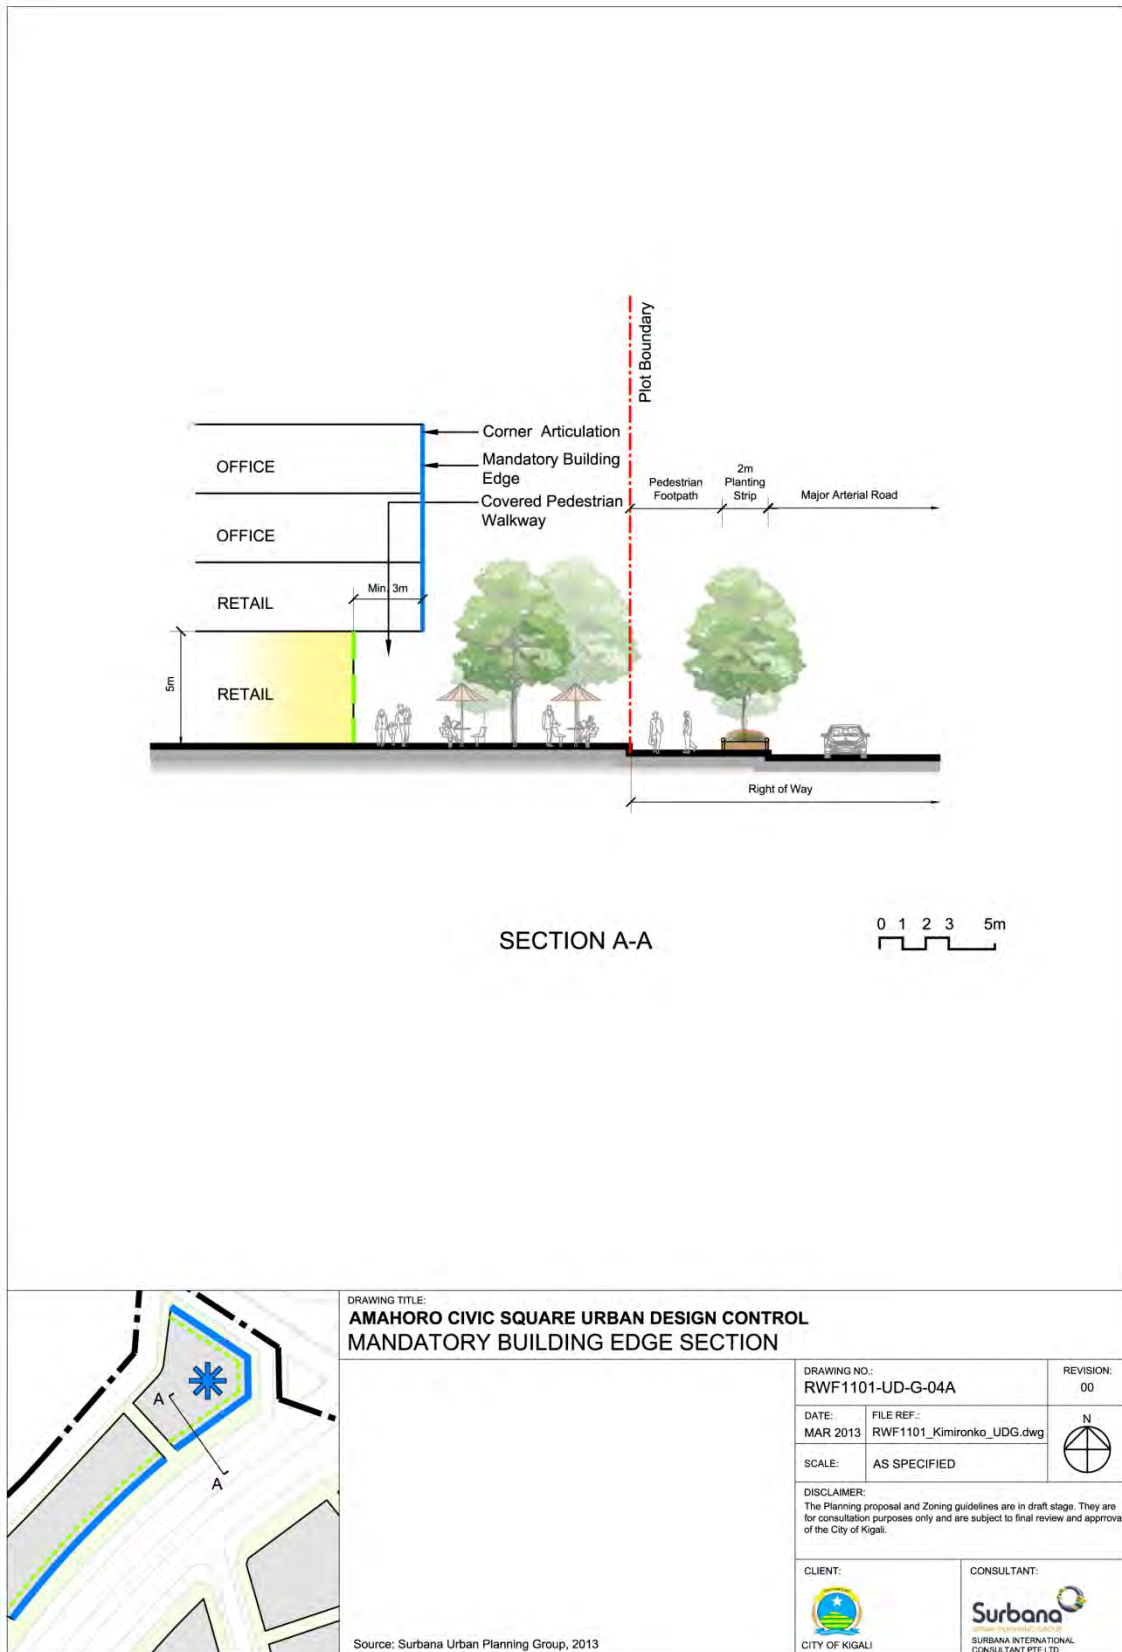 Plot Boundary
Corner Articulation
Mandatory Building
Edge
Covered Pedestrian
Walkway
OFFICE
OFFICE
RETAIL
RETAIL
Min. 3m
5m
Pedestrian
Footpath
2m
Planting
Strip
Major Arterial Road
Right of Way
SECTION A-A
0 1 2 3 5m
A
A
DRAWING TITLE:
AMAHORO CIVIC SQUARE URBAN DESIGN CONTROL
MANDATORY BUILDING EDGE SECTION
DRAWING NO.:
RWF1101-UD-G-04A
REVISION:
00
DATE:
MAR 2013
FILE REF.:
RWF1101_Kimironko_UDG.dwg
N
SCALE:
AS SPECIFIED
DISCLAIMER:
The Planning proposal and Zoning guidelines are in draft stage. They are
for consultation purposes only and are subject to final review and approva
of the City of Kigali.
CLIENT:
CITY OF KIGALI
CONSULTANT:
Surbana
SURBANA INTERNATIONAL
CONSULTANT PTE LTD
Source: Surbana Urban Planning Group, 2013